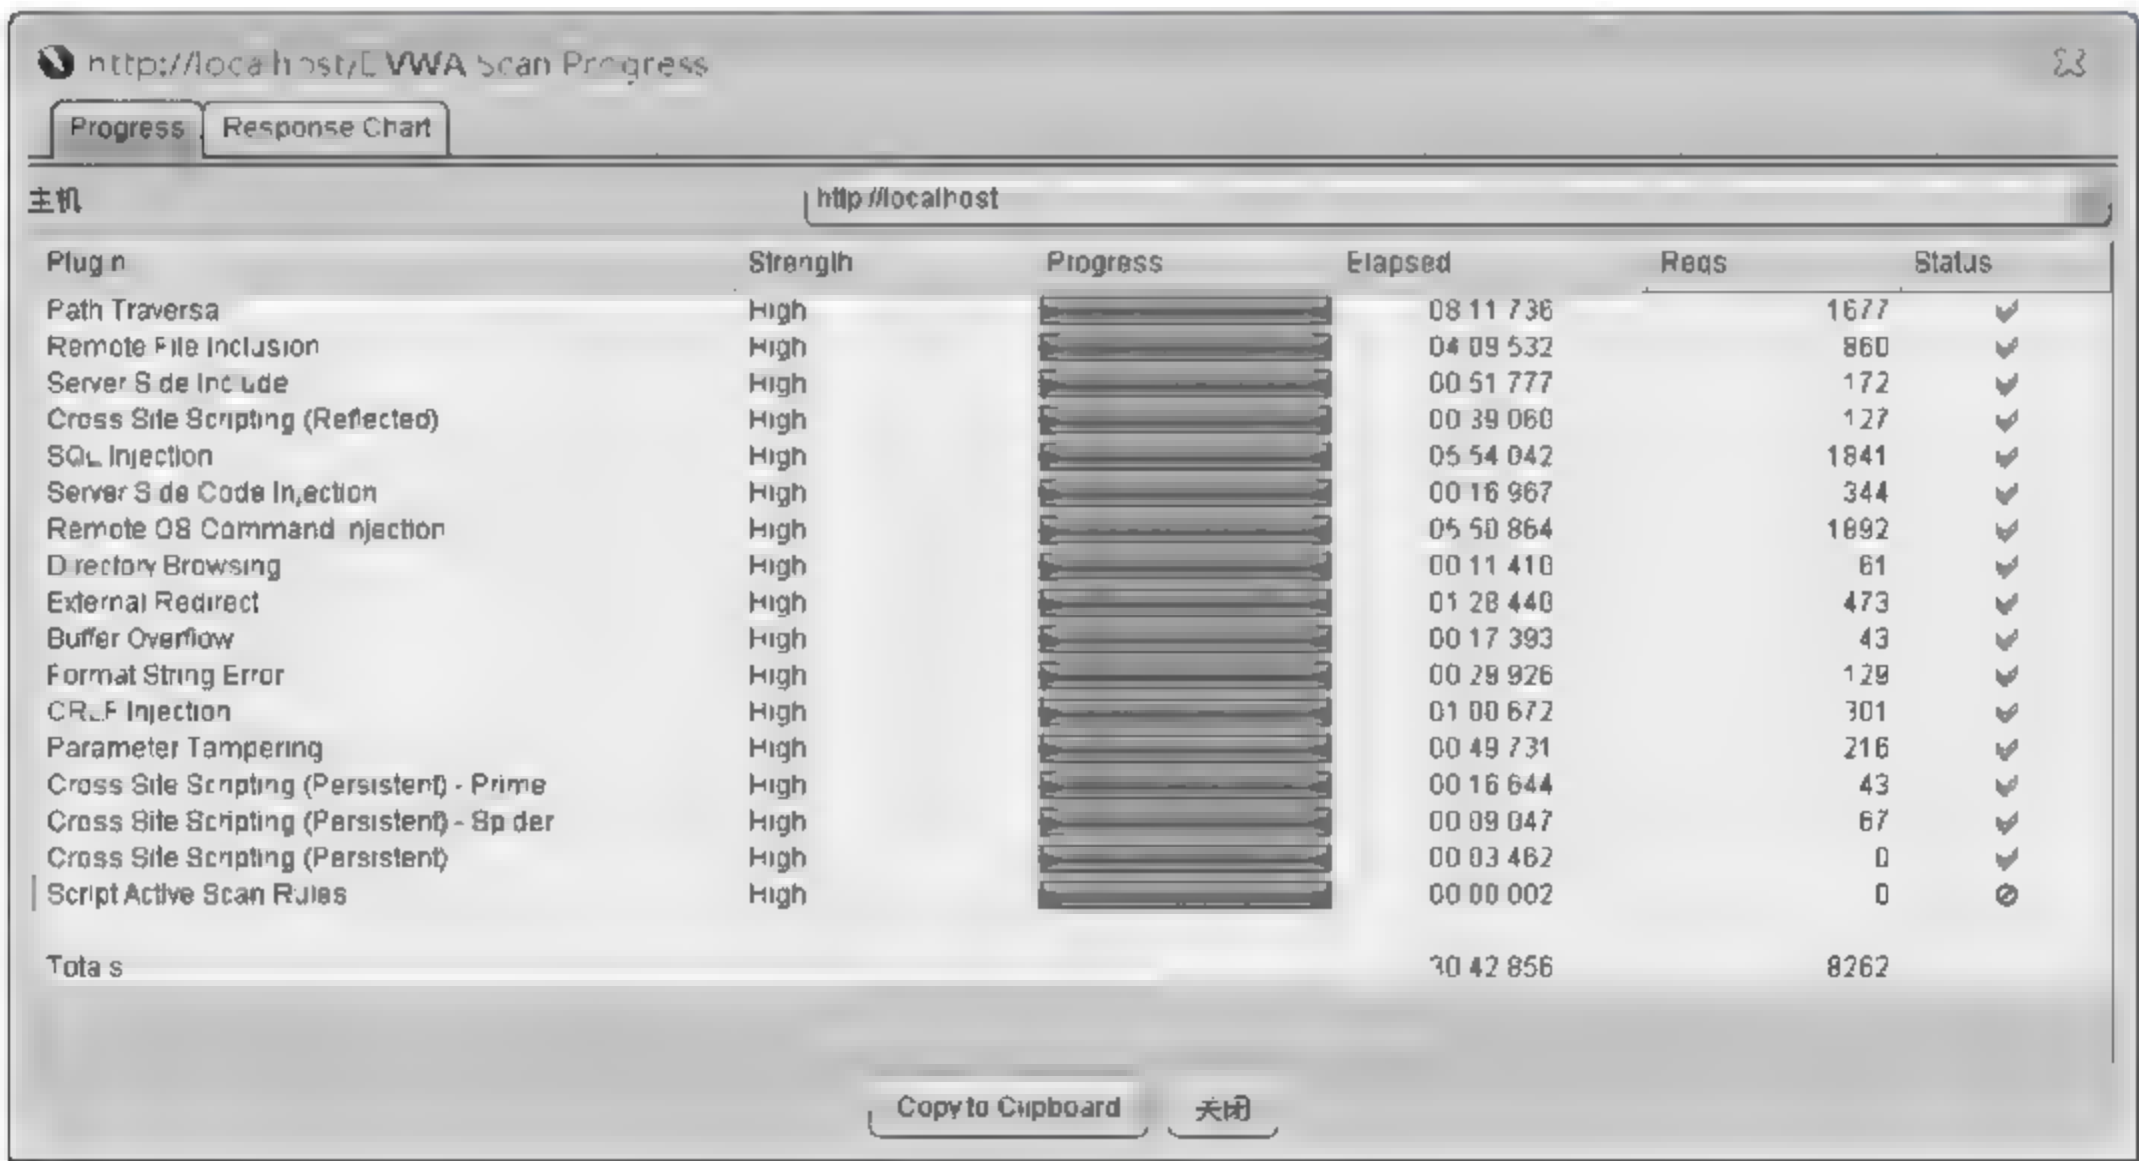 http://localhost/DVWA Scan Progress
Progress Response Chart
主机 http://localhost
Plugin Strength Progress Elapsed Reqs Status
Path Traversal High 08:11.736 1677
Remote File Inclusion High 04:09.532 860
Server Side Include High 00:51.777 172
Cross Site Scripting (Reflected) High 00:39.060 127
SQL Injection High 05:54.042 1841
Server Side Code Injection High 00:16.967 344
Remote OS Command Injection High 05:50.864 1892
Directory Browsing High 00:11.410 61
External Redirect High 01:28.440 473
Buffer Overflow High 00:17.393 43
Format String Error High 00:29.926 129
CRLF Injection High 01:00.672 301
Parameter Tampering High 00:49.731 216
Cross Site Scripting (Persistent) - Prime High 00:16.644 43
Cross Site Scripting (Persistent) - Spider High 00:09.047 67
Cross Site Scripting (Persistent) High 00:03.462 0
Script Active Scan Rules High 00:00.002 0
Totals 30:42.856 8262
Copy to Clipboard 关闭